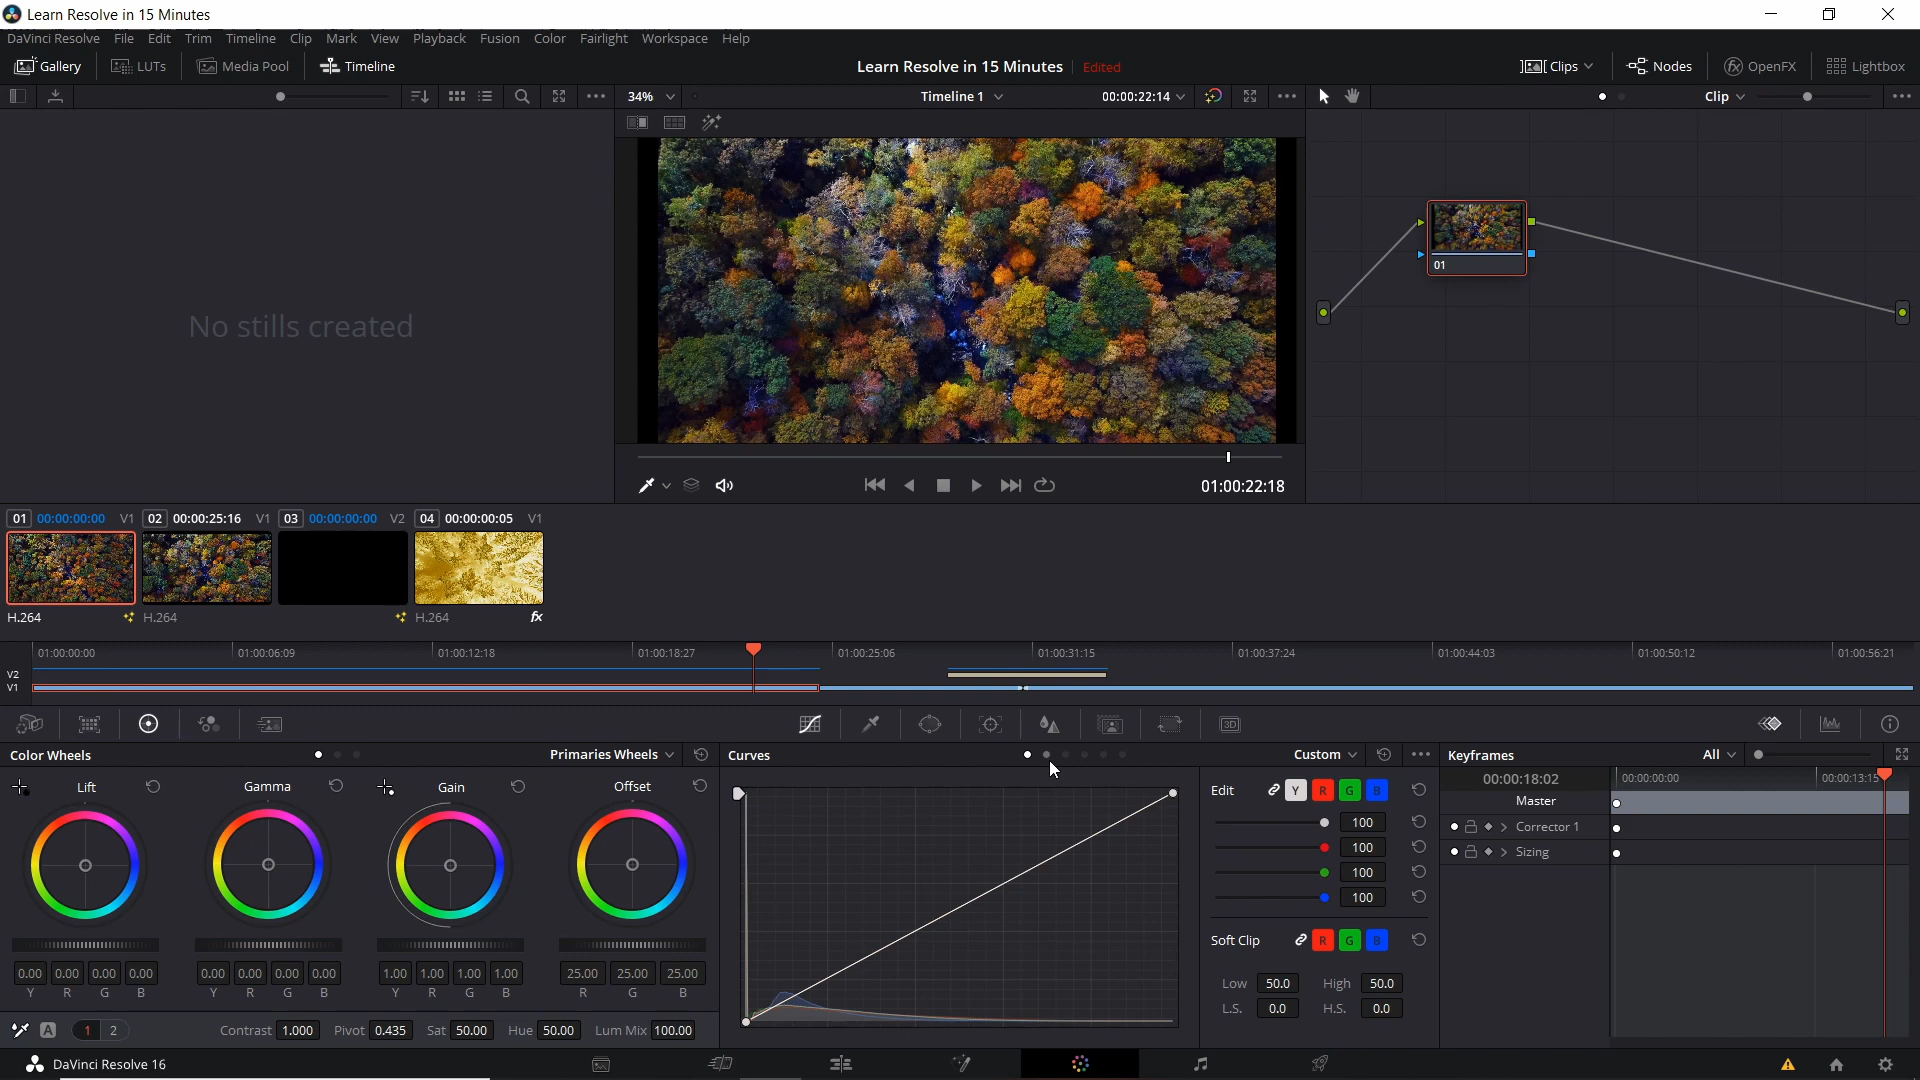 Learn Resolve in 15 Minutes
DaVinci Resolve File Edit Trim Timeline Clip Mark View Playback Fusion Color Fairlight Workspace Help
Gallery LUTs Media Pool Timeline Learn Resolve in 15 Minutes Edited Clips Nodes OpenFX Lightbox
34% Timeline 1 00:00:22:14 Clip
01
No stills created
01:00:22:18
01 00:00:00:00 V1 02 00:00:25:16 V1 03 00:00:00:00 V2 04 00:00:00:05 V1
H.264 H.264 H.264 fx
01:00:00:00 01:00:06:09 01:00:12:18 01:00:18:27 01:00:25:06 01:00:31:15 01:00:37:24 01:00:44:03 01:00:50:12 01:00:56:21
V2
V1
3D
Color Wheels Primaries Wheels Curves Custom Keyframes All
Lift Gamma Gain Offset
Edit Y R G B
100
100
100
100
Soft Clip R G B
Low 50.0 High 50.0
L.S. 0.0 H.S. 0.0
00:00:18:02 00:00:00:00 00:00:13:15
Master
Corrector 1
Sizing
0.00 0.00 0.00 0.00 0.00 0.00 0.00 0.00 1.00 1.00 1.00 1.00 25.00 25.00 25.00
Y R G B Y R G B Y R G B R G B
A 1 2 Contrast 1.000 Pivot 0.435 Sat 50.00 Hue 50.00 Lum Mix 100.00
DaVinci Resolve 16